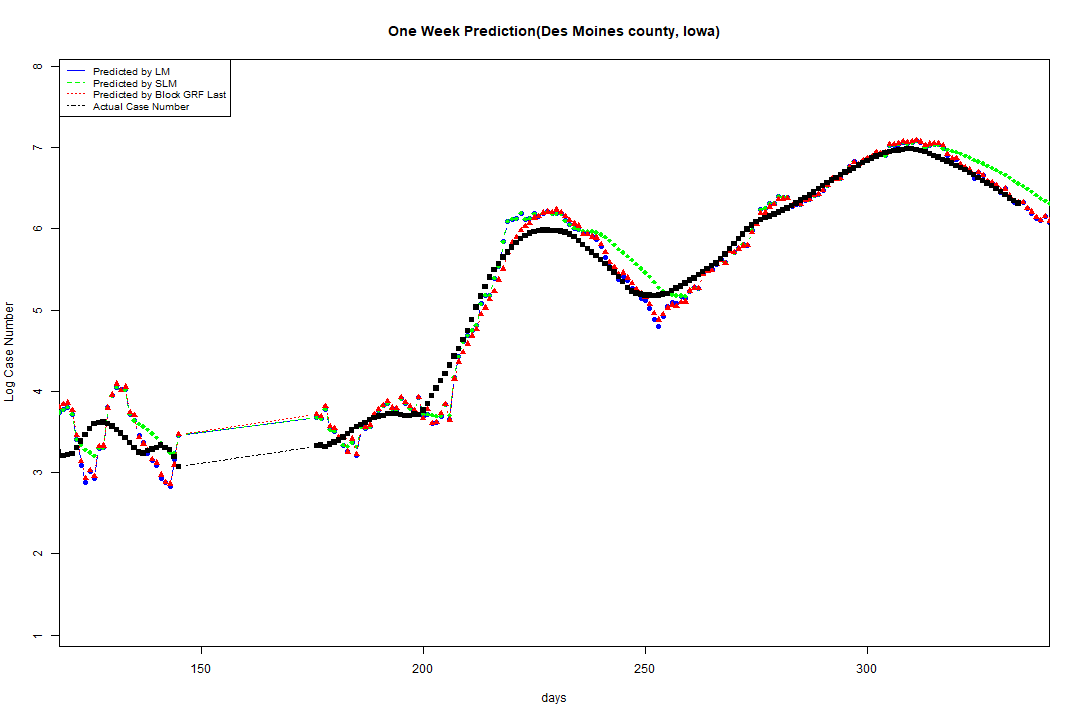 One Week Prediction(Des Moines county, Iowa)
8
7
6
5
4
3
2
1
Log Case Number
Predicted by LM
Predicted by SLM
Predicted by Block GRF Last
Actual Case Number
150
200
250
300
days